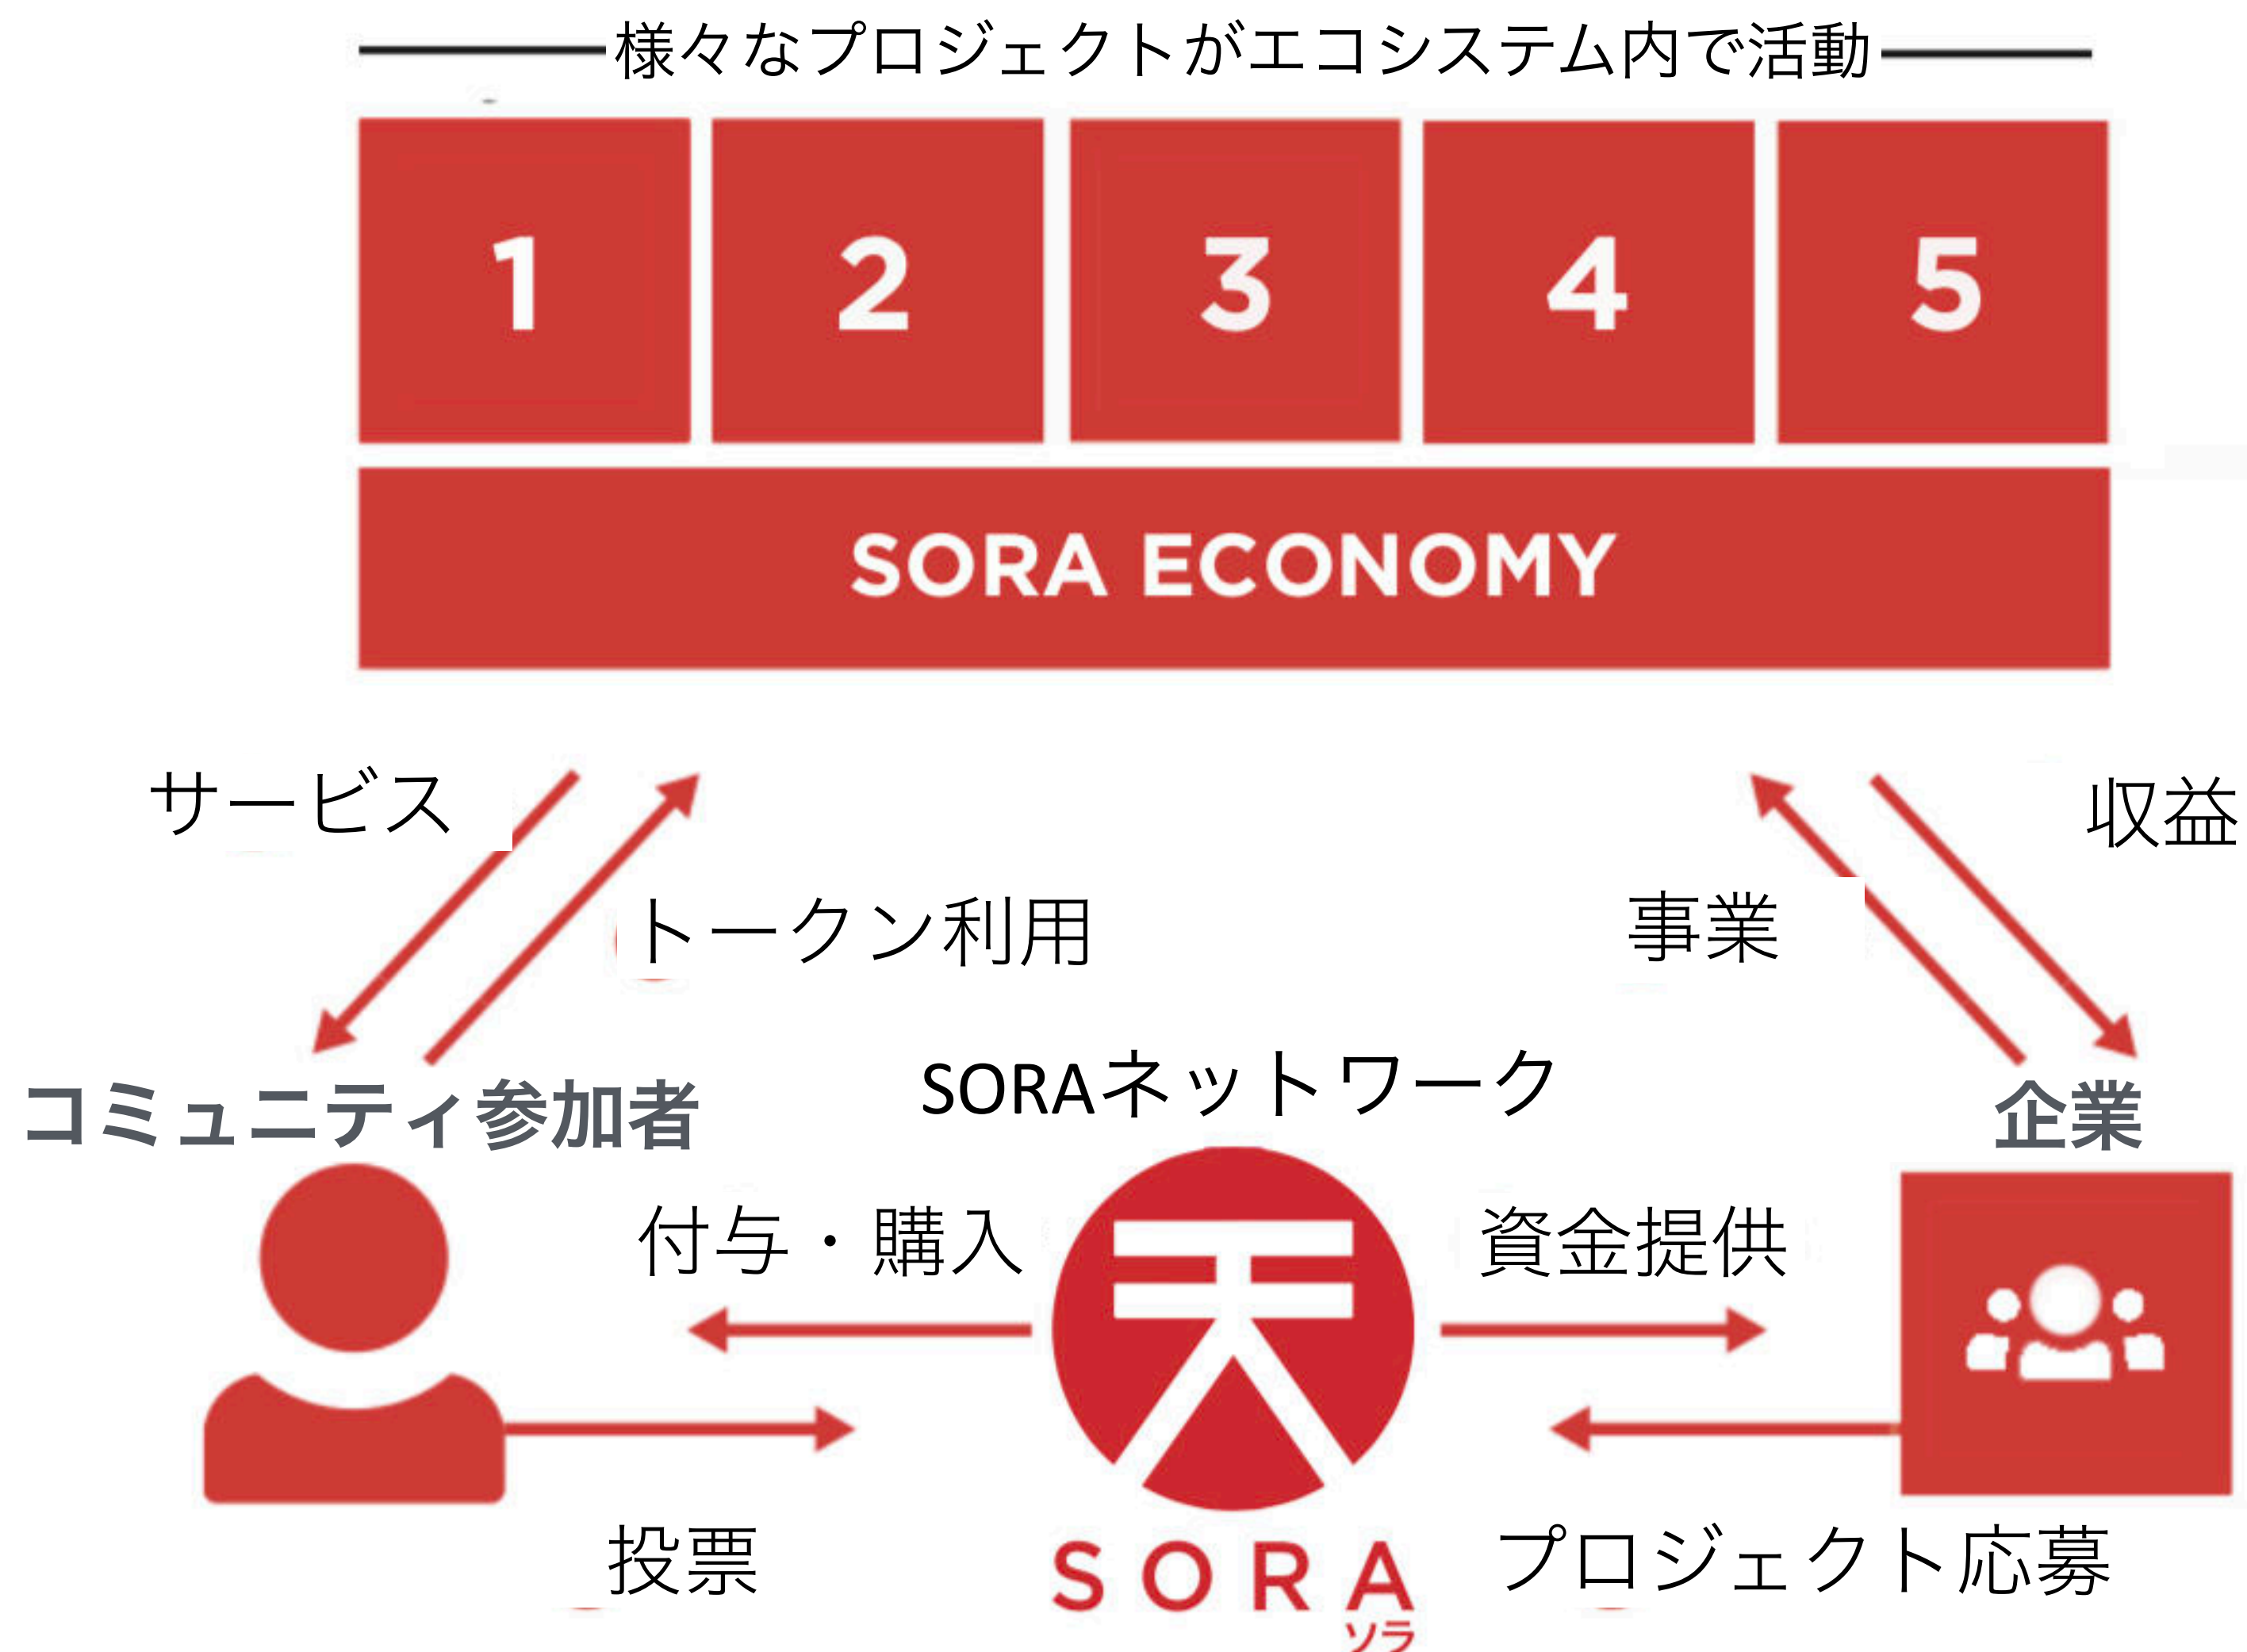 様々なプロジェクトがエコシステム内で活動
1 2 3 4 5
SORA ECONOMY
サービス
収益
トークン利用
事業
SORAネットワーク
コミュニティ参加者
企業
付与・購入
資金提供
投票
プロジェクト応募
SORA
ソラ